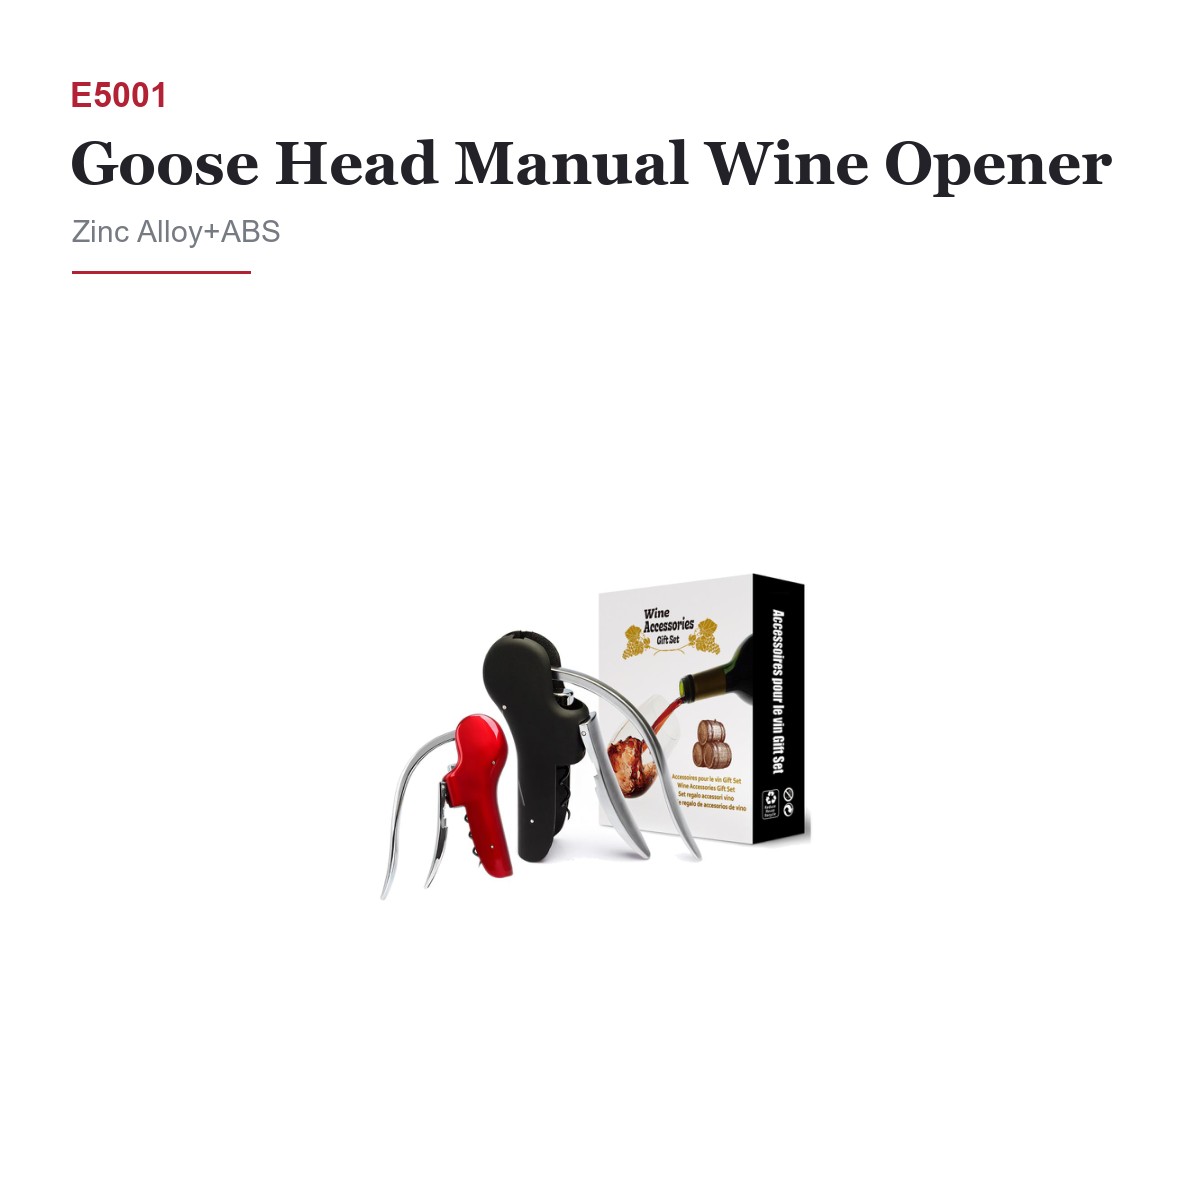 E5001
Goose Head Manual Wine Opener
Zinc Alloy+ABS
Wine
Accessories
Gift Set
Accessoires pour le vin Gift Set
Wine Accessories Gift Set
Set regalo accessori vino
e regalo de accesorios de vino
Accessoires pour le vin Gift Set